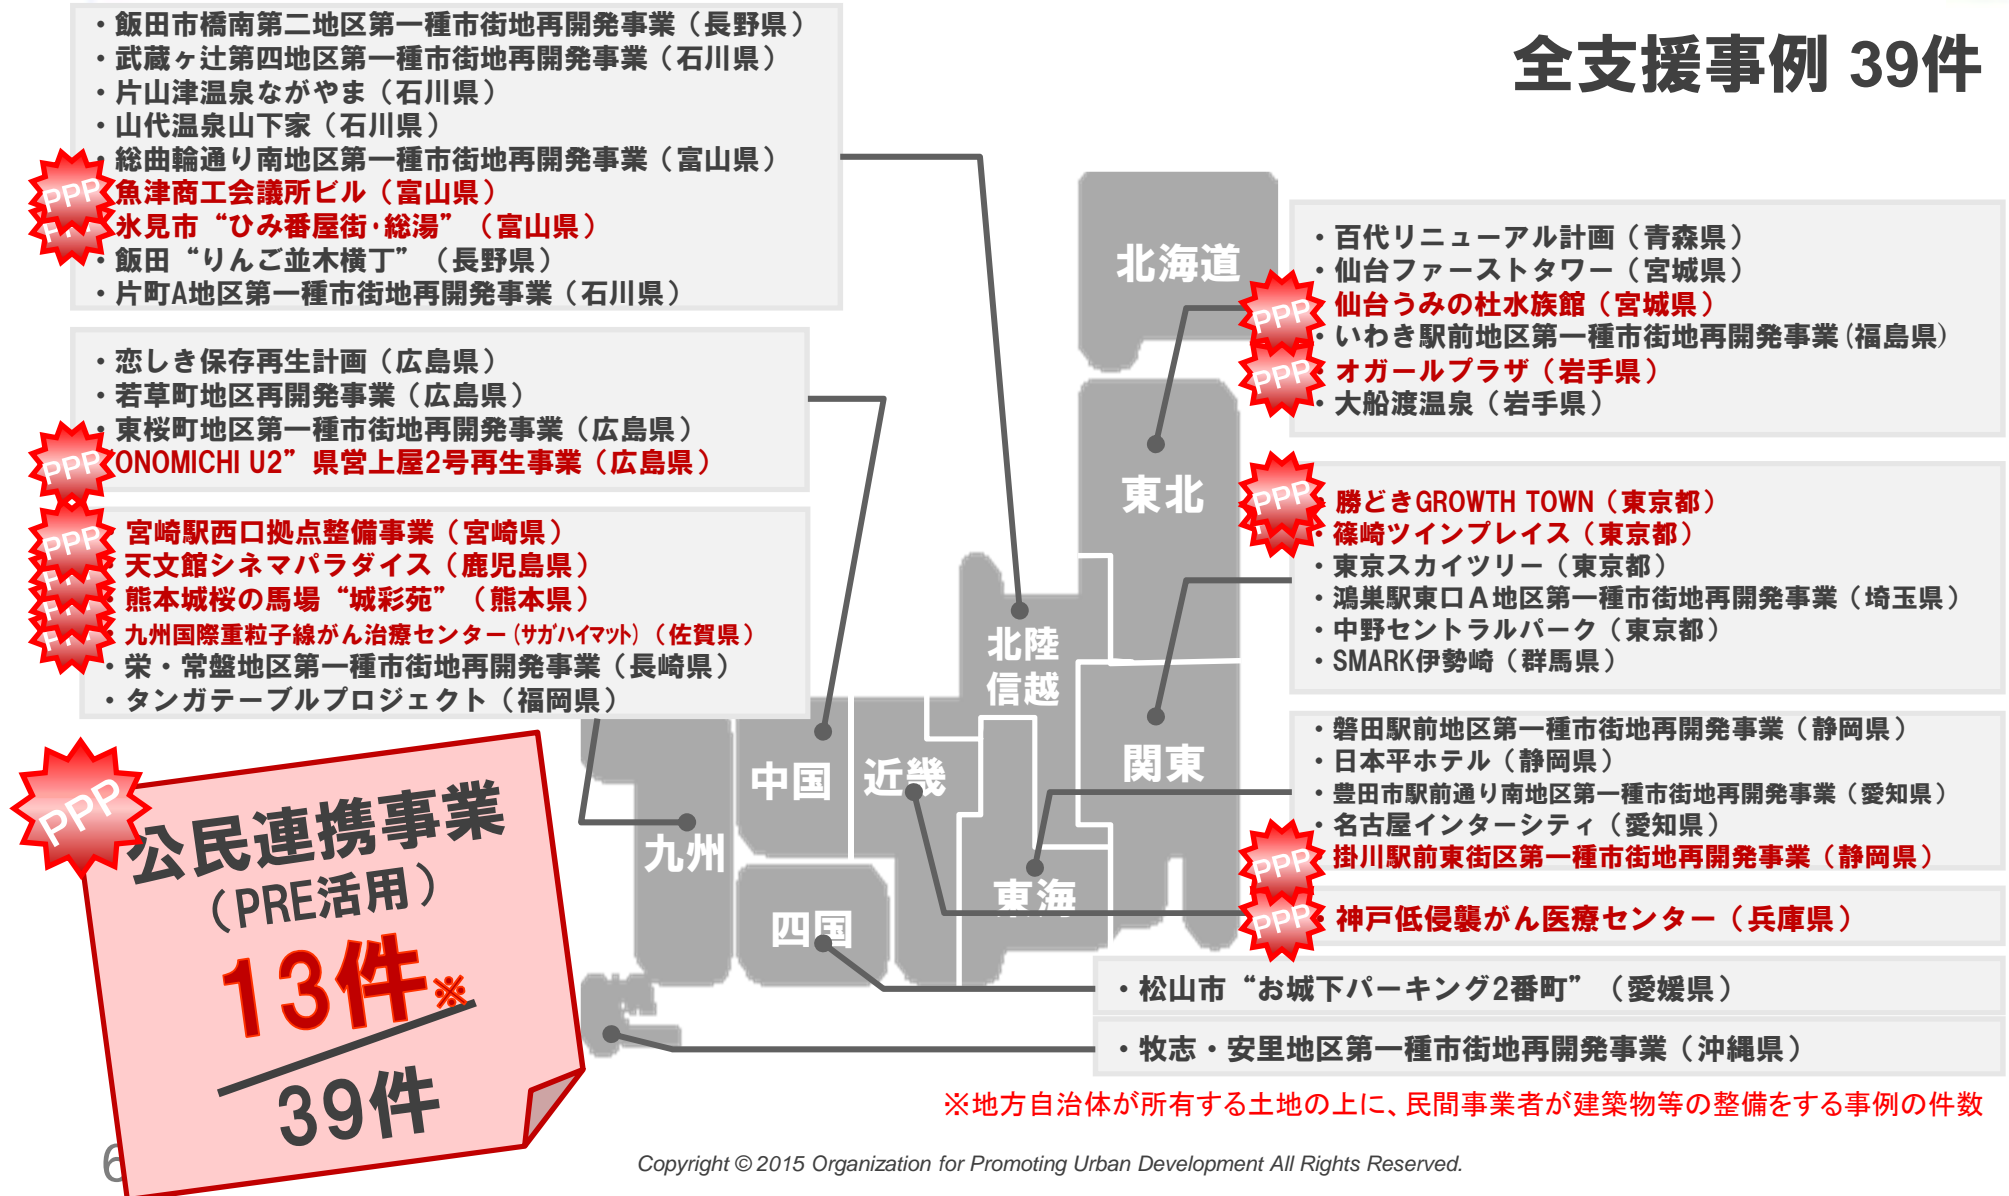 全支援事例 39件
・飯田市橋南第二地区第一種市街地再開発事業（長野県）
・武蔵ヶ辻第四地区第一種市街地再開発事業（石川県）
・片山津温泉ながやま（石川県）
・山代温泉山下家（石川県）
・総曲輪通り南地区第一種市街地再開発事業（富山県）
PPP 魚津商工会議所ビル（富山県）
PPP 氷見市“ひみ番屋街・総湯”（富山県）
・飯田“りんご並木横丁”（長野県）
・片町A地区第一種市街地再開発事業（石川県）
・恋しき保存再生計画（広島県）
・若草町地区再開発事業（広島県）
・東桜町地区第一種市街地再開発事業（広島県）
PPP “ONOMICHI U2”県営上屋2号再生事業（広島県）
PPP 宮崎駅西口拠点整備事業（宮崎県）
PPP ・天文館シネマパラダイス（鹿児島県）
PPP ・熊本城桜の馬場“城彩苑”（熊本県）
PPP ・九州国際重粒子線がん治療センター（サガハイマット）（佐賀県）
・栄・常盤地区第一種市街地再開発事業（長崎県）
・タンガテーブルプロジェクト（福岡県）
・百代リニューアル計画（青森県）
・仙台ファーストタワー（宮城県）
PPP ・仙台うみの杜水族館（宮城県）
・いわき駅前地区第一種市街地再開発事業（福島県）
PPP ・オガールプラザ（岩手県）
・大船渡温泉（岩手県）
PPP ・勝どきGROWTH TOWN（東京都）
・篠崎ツインプレイス（東京都）
・東京スカイツリー（東京都）
・鴻巣駅東口A地区第一種市街地再開発事業（埼玉県）
・中野セントラルパーク（東京都）
・SMARK伊勢崎（群馬県）
・磐田駅前地区第一種市街地再開発事業（静岡県）
・日本平ホテル（静岡県）
・豊田市駅前通り南地区第一種市街地再開発事業（愛知県）
・名古屋インターシティ（愛知県）
PPP ・掛川駅前東街区第一種市街地再開発事業（静岡県）
PPP ・神戸低侵襲がん医療センター（兵庫県）
・松山市“お城下パーキング2番町”（愛媛県）
・牧志・安里地区第一種市街地再開発事業（沖縄県）
北海道
東北
北陸
信越
関東
中国
近畿
九州
東海
四国
PPP
公民連携事業
（PRE活用）
13件※
39件
※地方自治体が所有する土地の上に、民間事業者が建築物等の整備をする事例の件数
6
Copyright © 2015 Organization for Promoting Urban Development All Rights Reserved.